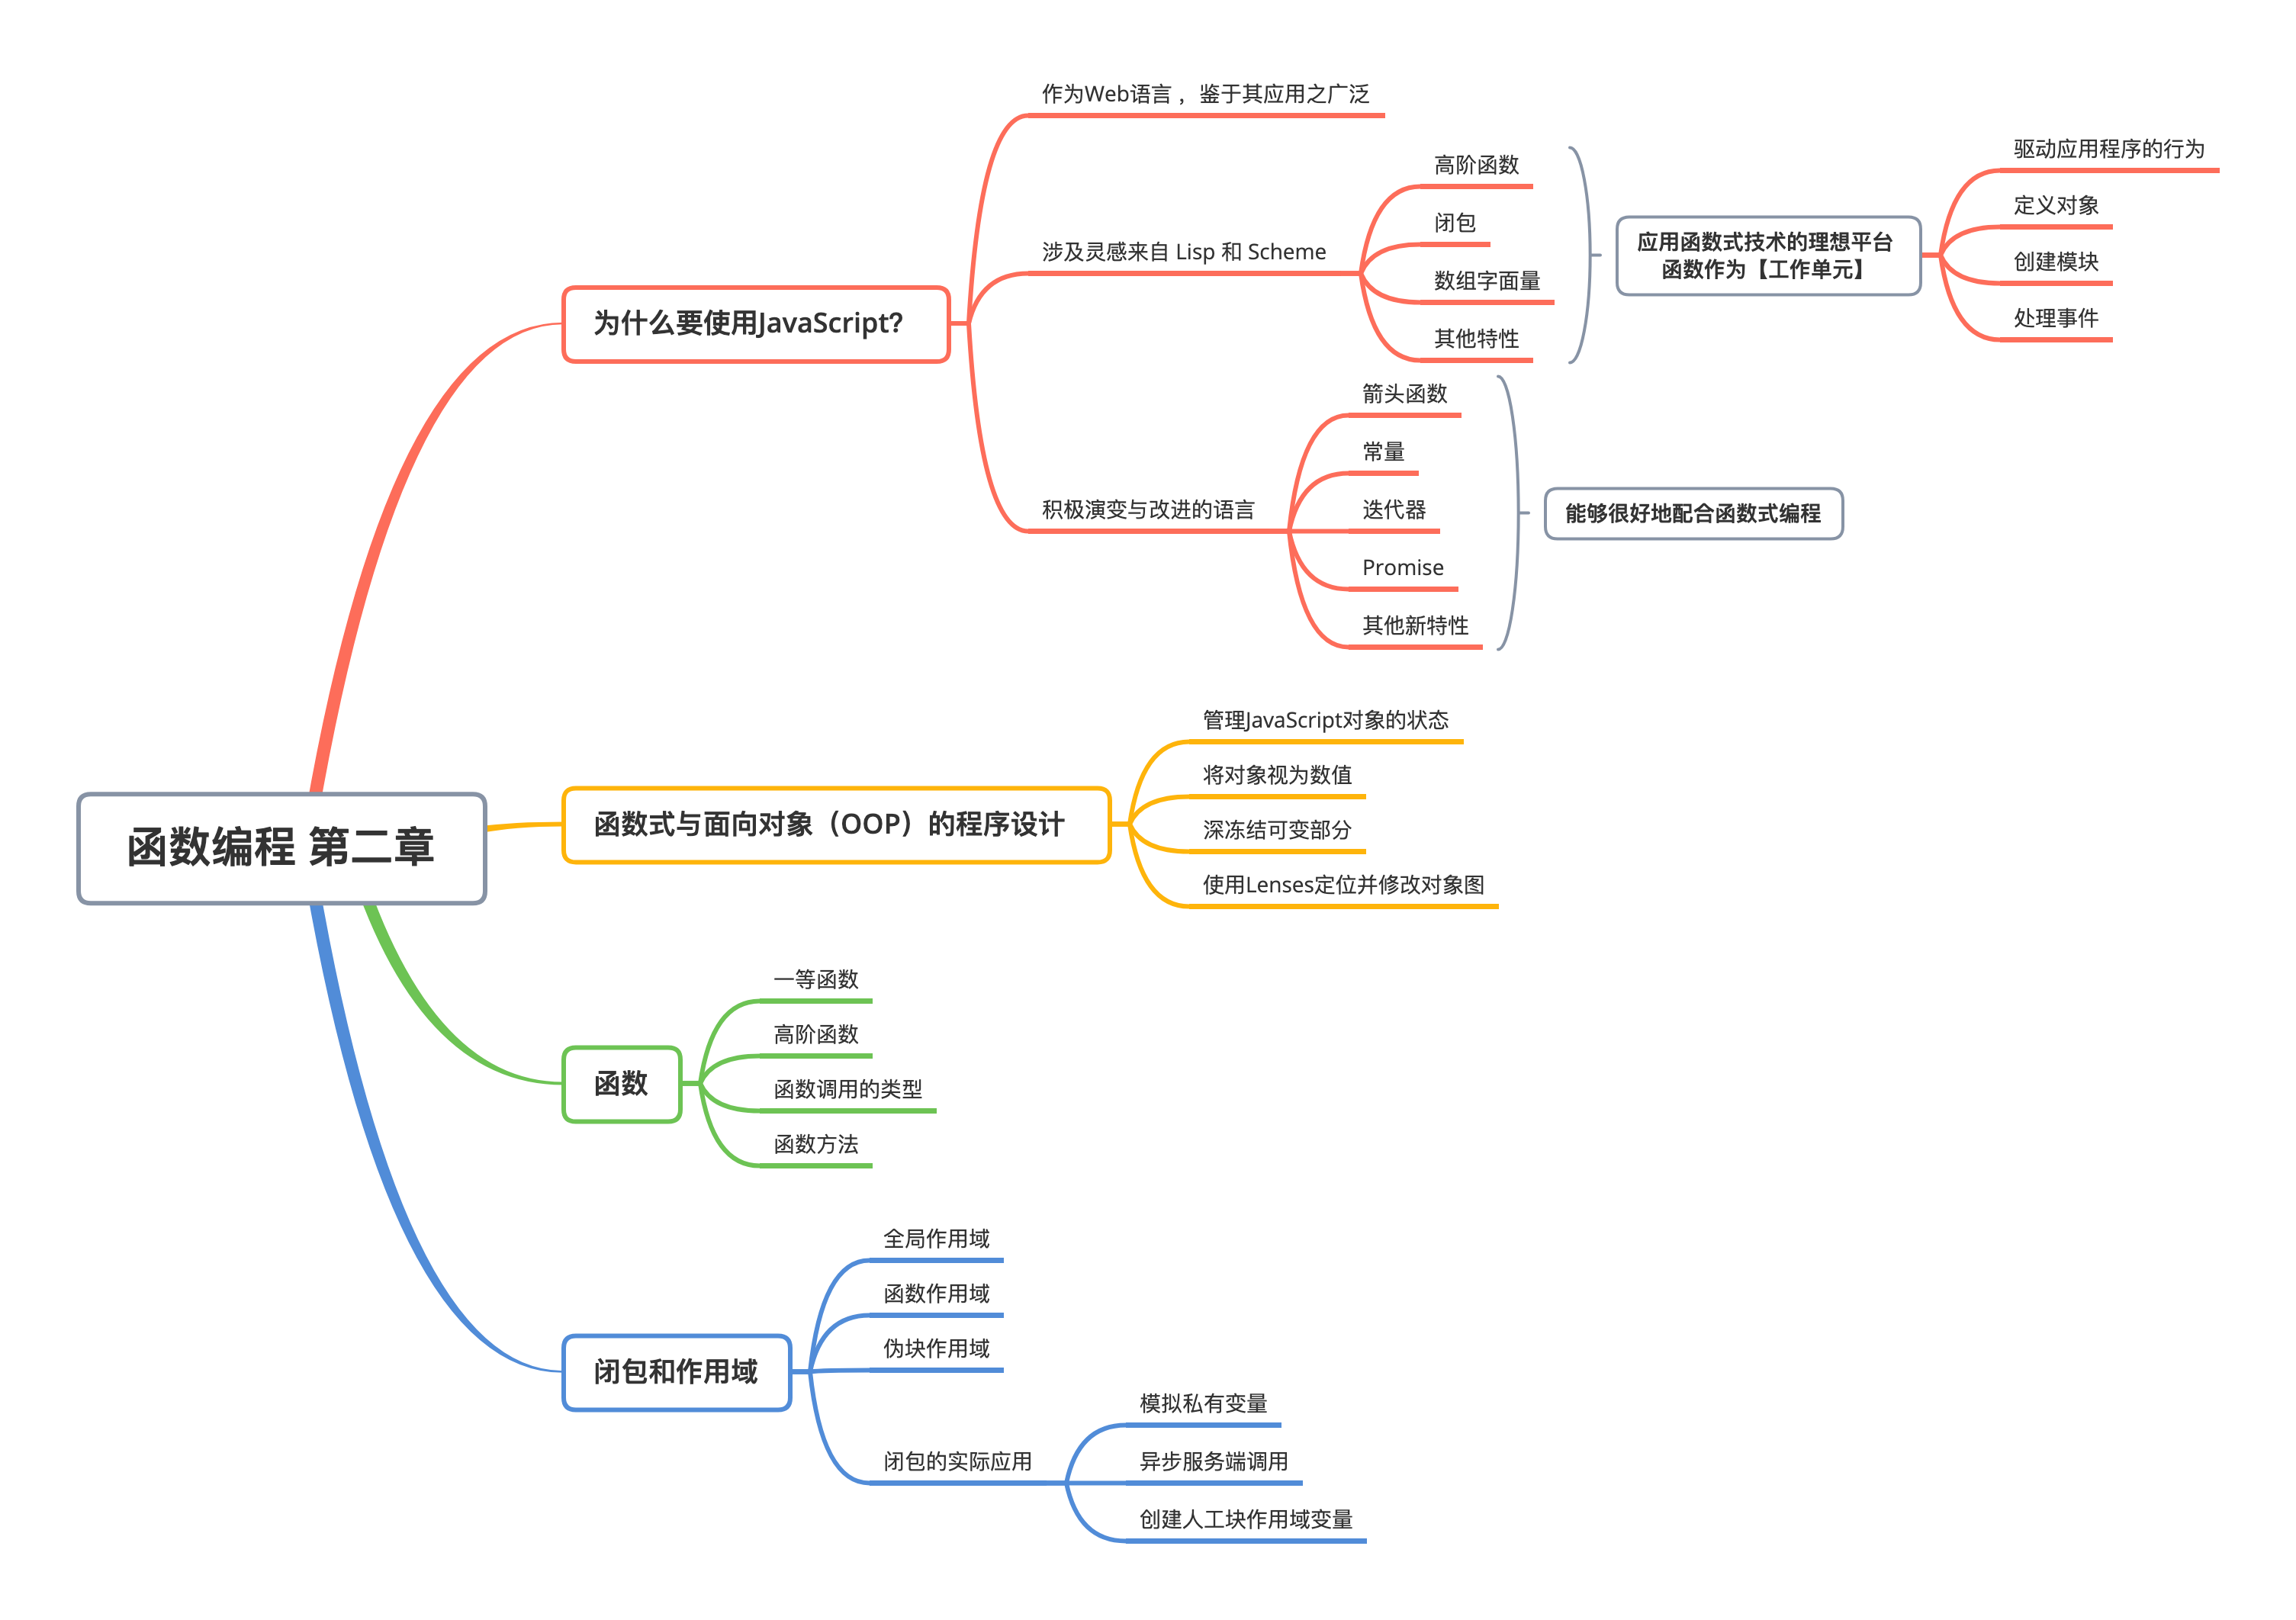 函数编程 第二章
为什么要使用JavaScript？
作为Web语言 ，鉴于其应用之广泛
涉及灵感来自 Lisp 和 Scheme
高阶函数
闭包
数组字面量
其他特性
应用函数式技术的理想平台
函数作为【工作单元】
驱动应用程序的行为
定义对象
创建模块
处理事件
积极演变与改进的语言
箭头函数
常量
迭代器
Promise
其他新特性
能够很好地配合函数式编程
函数式与面向对象（OOP）的程序设计
管理JavaScript对象的状态
将对象视为数值
深冻结可变部分
使用Lenses定位并修改对象图
函数
一等函数
高阶函数
函数调用的类型
函数方法
闭包和作用域
全局作用域
函数作用域
伪块作用域
闭包的实际应用
模拟私有变量
异步服务端调用
创建人工块作用域变量